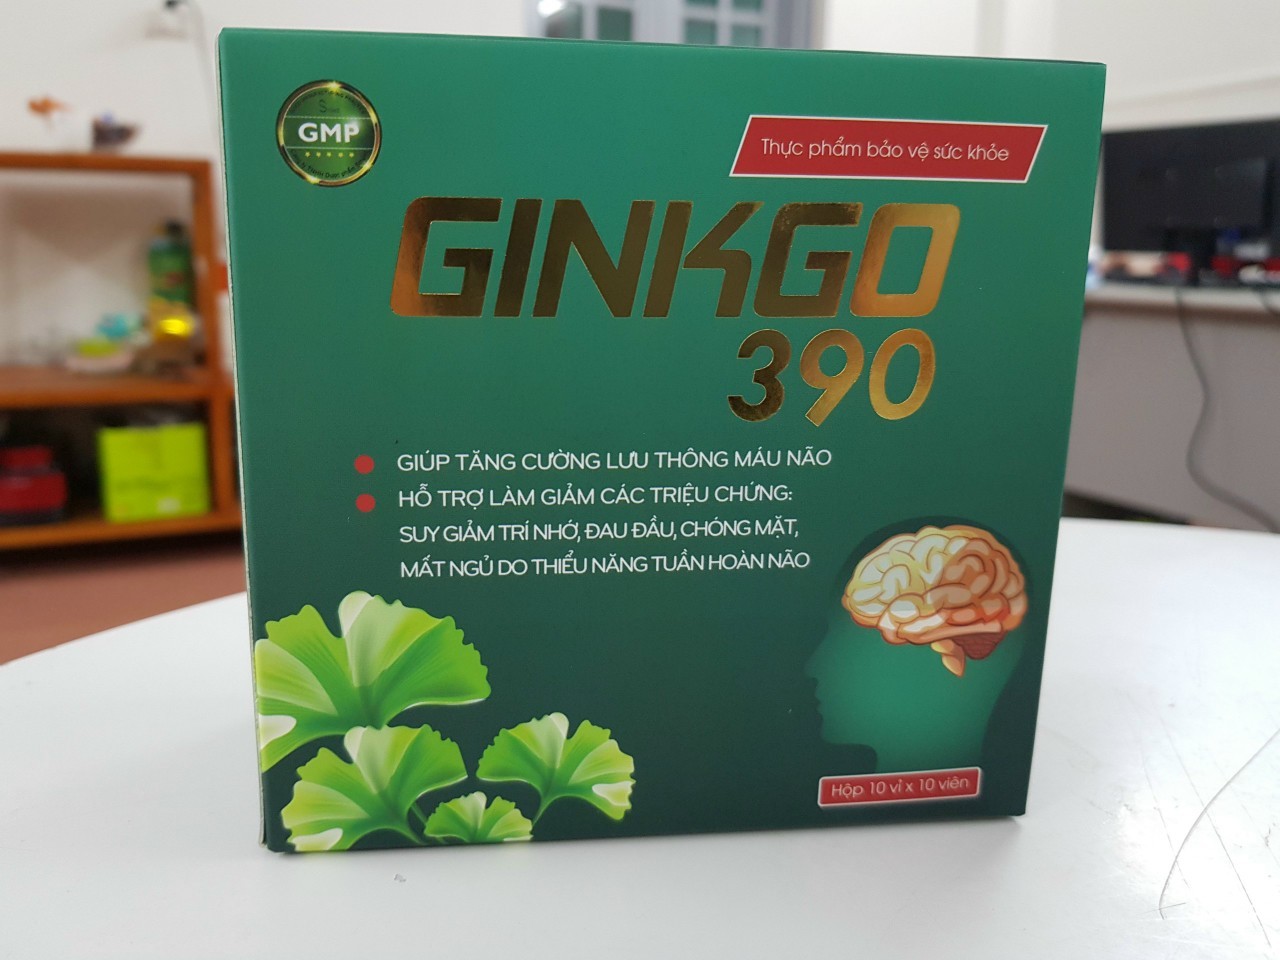 GMP
Thực phẩm bảo vệ sức khỏe
GINKGO
390
GIÚP TĂNG CƯỜNG LƯU THÔNG MÁU NÃO
HỖ TRỢ LÀM GIẢM CÁC TRIỆU CHỨNG:
SUY GIẢM TRÍ NHỚ, ĐAU ĐẦU, CHÓNG MẶT,
MẤT NGỦ DO THIỂU NĂNG TUẦN HOÀN NÃO
Hộp 10 vỉ x 10 viên